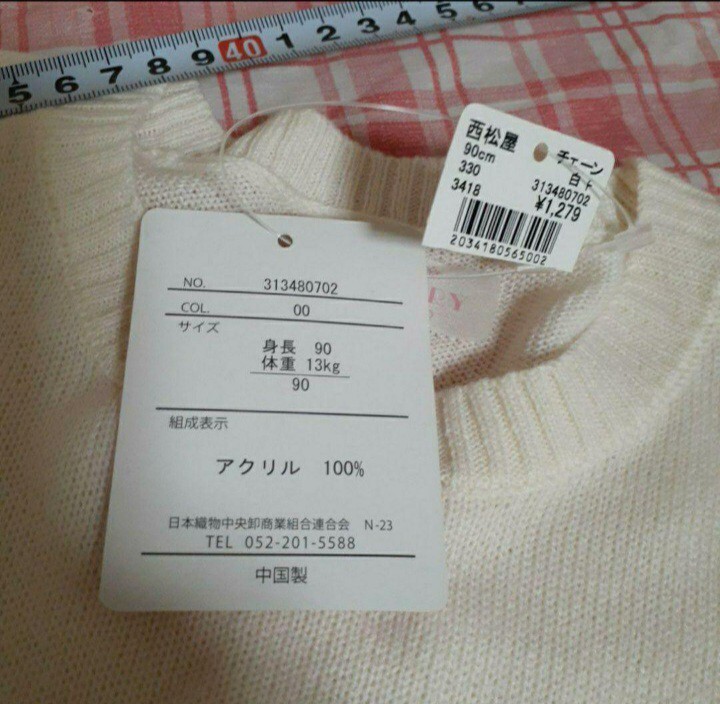 5 6 7 8 9 40 1 2 3 4 5 6
西松屋 チェーン
90cm 白ド
330
3418 313480702
¥1,279
2034180565002
NO. 313480702
COL. 00
サイズ
身長 90
体重 13kg
90
組成表示
アクリル 100%
日本織物中央卸商業組合連合会 N-23
TEL 052-201-5588
中国製